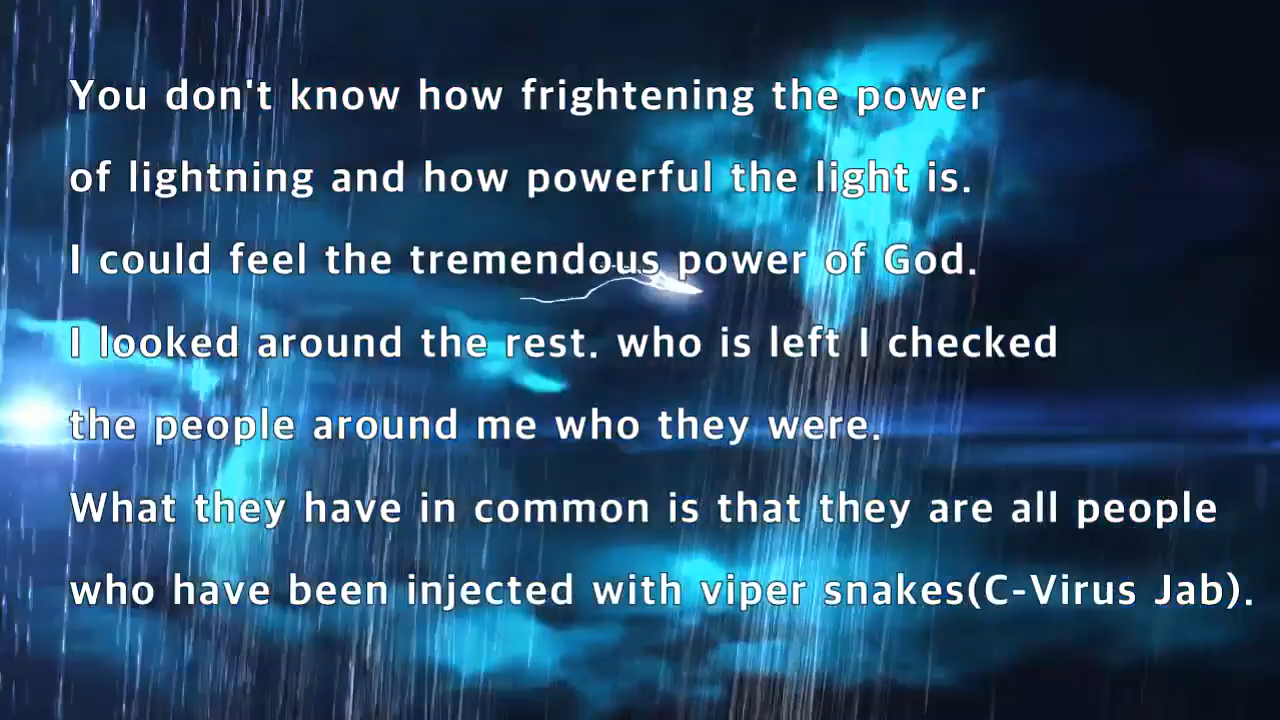 You don't know how frightening the power
of lightning and how powerful the light is.
I could feel the tremendous power of God.
I looked around the rest. who is left I checked
the people around me who they were.
What they have in common is that they are all people
who have been injected with viper snakes(C-Virus Jab).